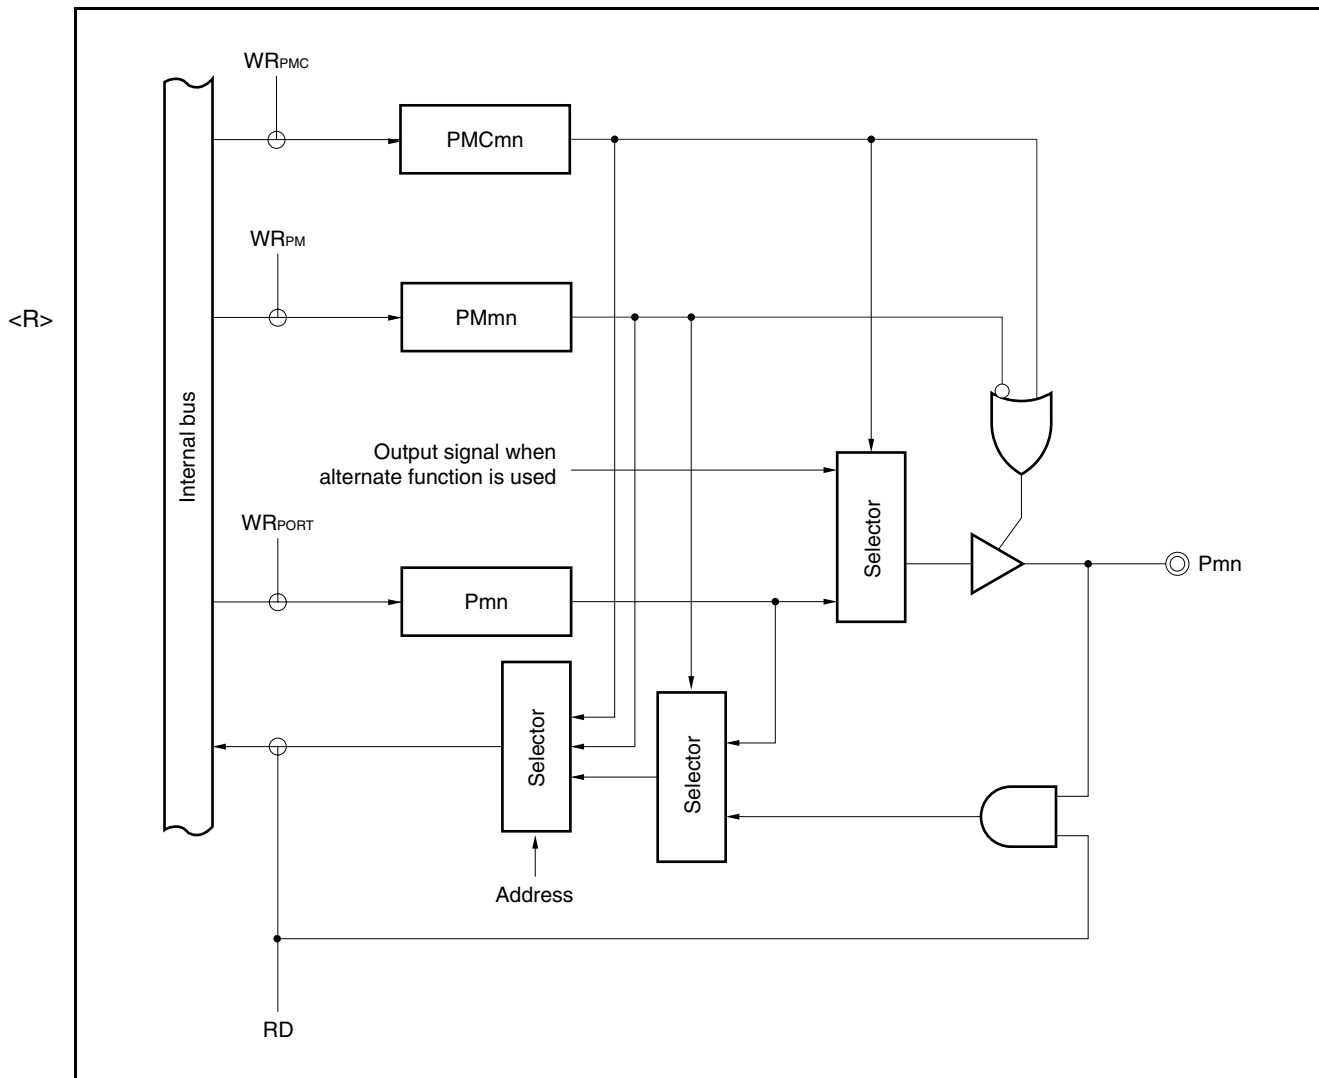 WRPMC
PMCmn
WRPM
<R>
PMmn
Internal bus
Output signal when
alternate function is used
Selector
WRPORT
Pmn
Pmn
Selector
Selector
Address
RD